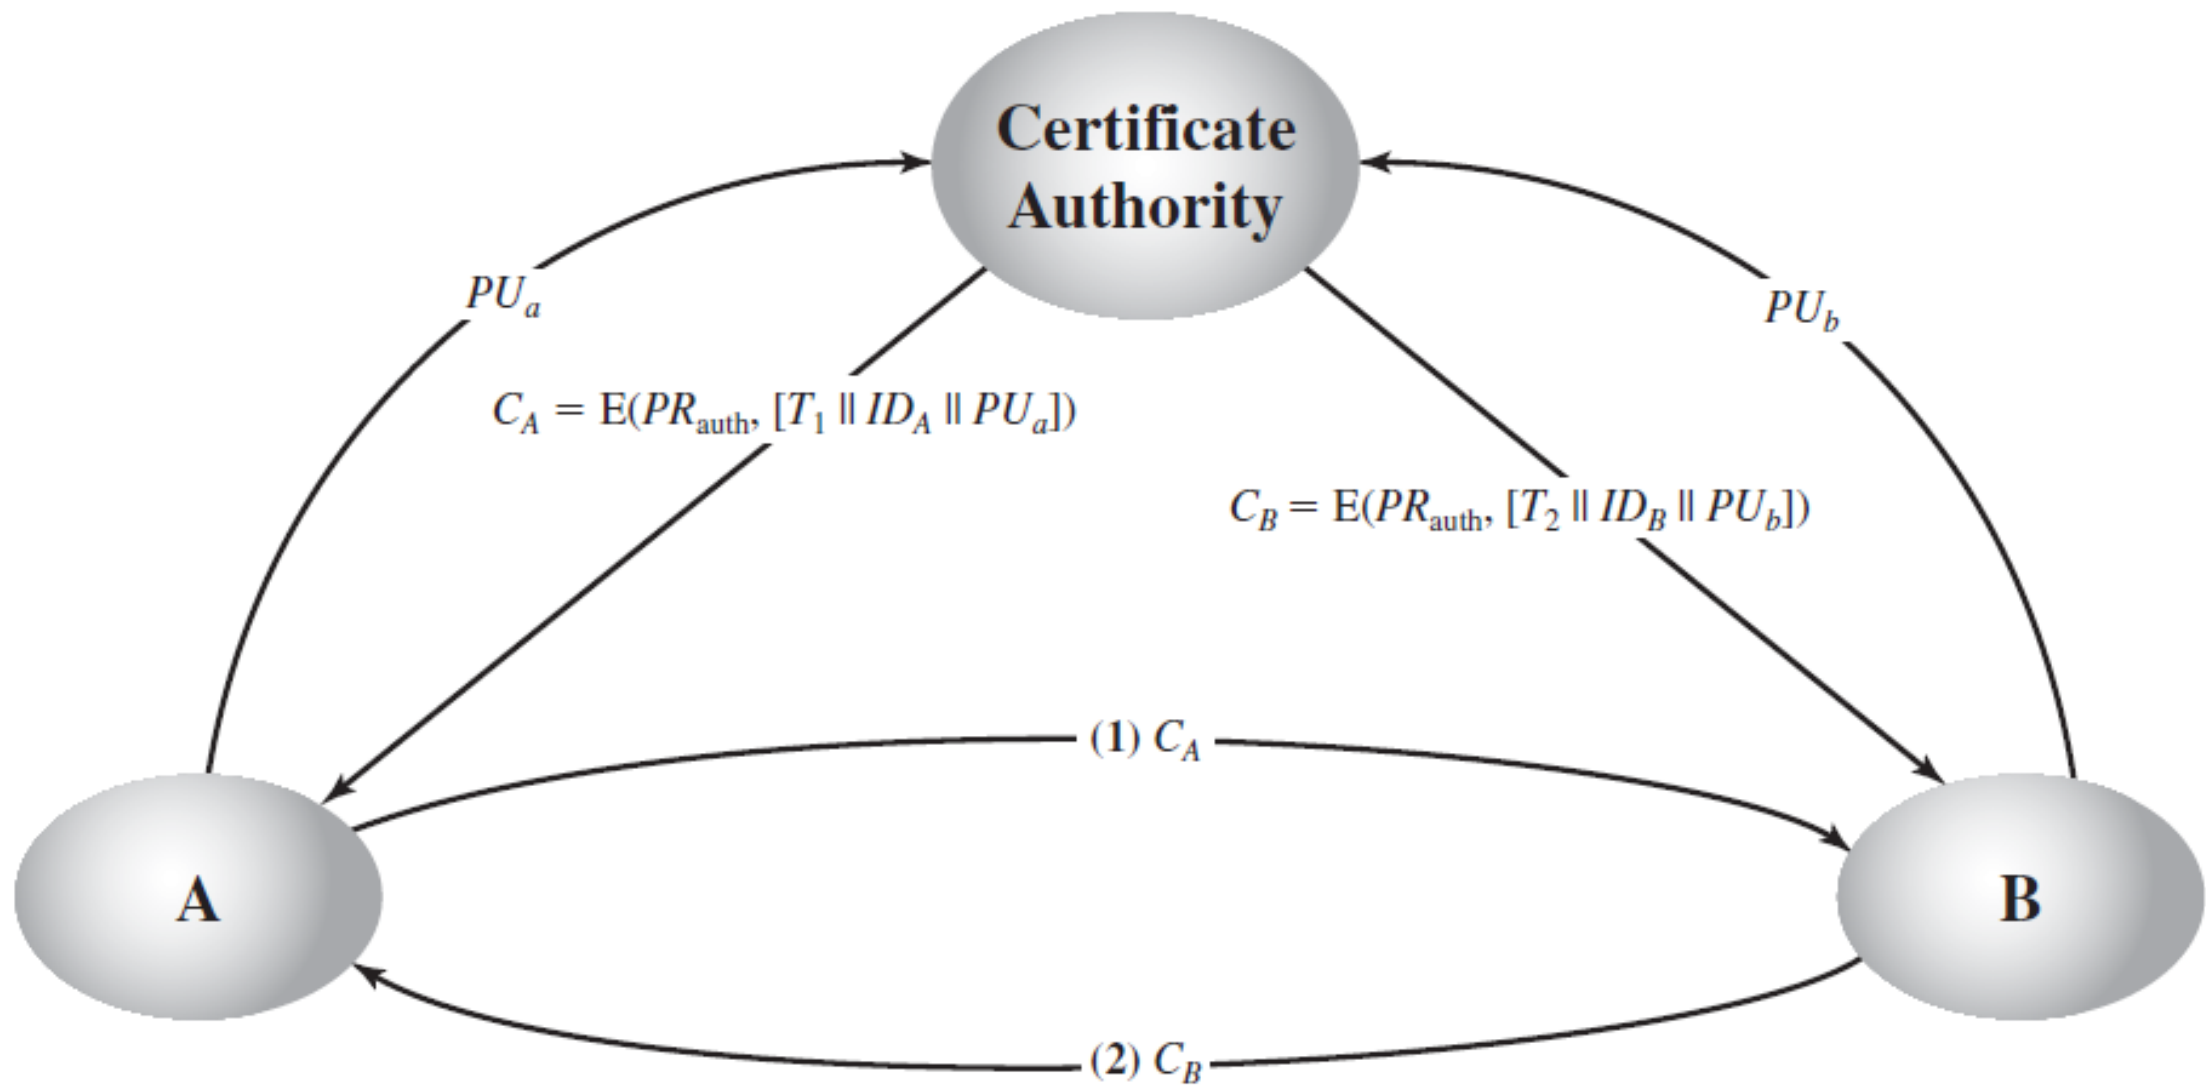 Certificate
Authority
PUa
PUb
CA = E(PRauth, [T1 || IDA || PUa])
CB = E(PRauth, [T2 || IDB || PUb])
(1) CA
A
B
(2) CB